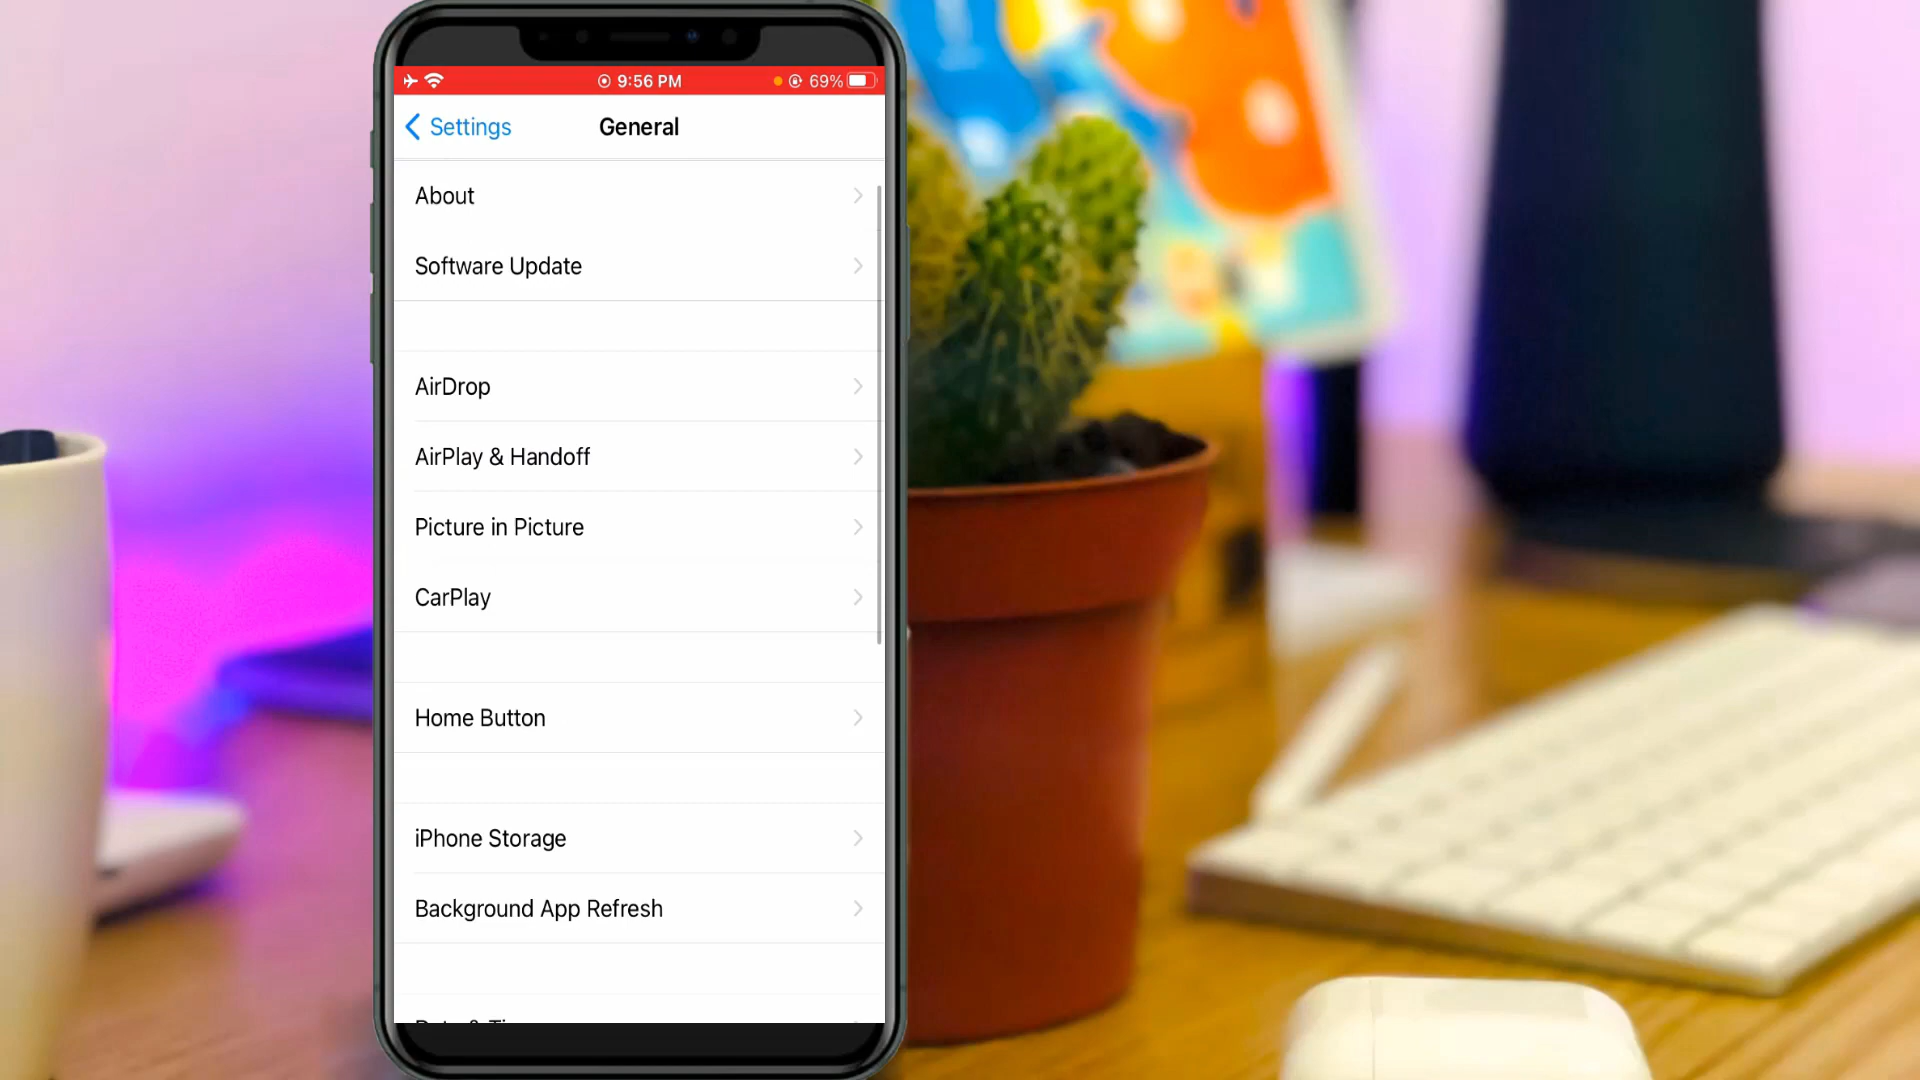 9:56 PM
69%
Settings
General
About
Software Update
AirDrop
AirPlay & Handoff
Picture in Picture
CarPlay
Home Button
iPhone Storage
Background App Refresh